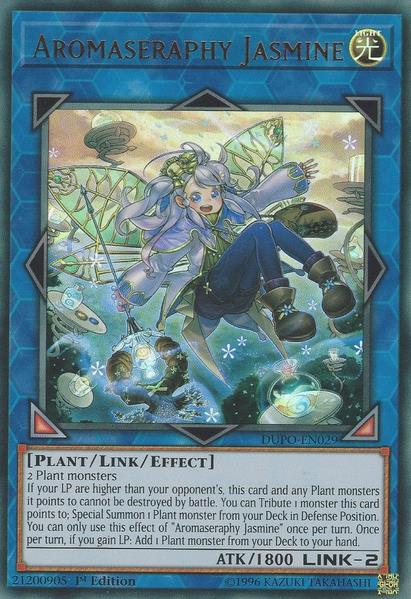 AROMASERAPHY JASMINE
LIGHT
光
DUPO-EN029
[PLANT/LINK/EFFECT]
2 Plant monsters
If your LP are higher than your opponent's, this card and any Plant monsters
it points to cannot be destroyed by battle. You can Tribute 1 monster this card
points to; Special Summon 1 Plant monster from your Deck in Defense Position.
You can only use this effect of "Aromaseraphy Jasmine" once per turn. Once
per turn, if you gain LP: Add 1 Plant monster from your Deck to your hand.
ATK/1800 LINK-2
21200905 1st Edition ©1996 KAZUKI TAKAHASHI